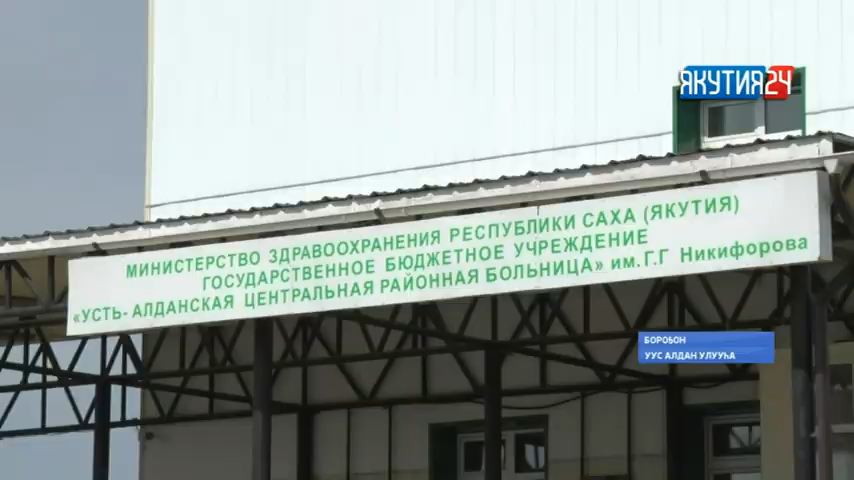 ЯКУТИЯ24
МИНИСТЕРСТВО ЗДРАВООХРАНЕНИЯ РЕСПУБЛИКИ САХА (ЯКУТИЯ)
ГОСУДАРСТВЕННОЕ БЮДЖЕТНОЕ УЧРЕЖДЕНИЕ
«УСТЬ- АЛДАНСКАЯ ЦЕНТРАЛЬНАЯ РАЙОННАЯ БОЛЬНИЦА» им.Г.Г Никифорова
БОРОҔОН
УУС АЛДАН УЛУУҺА